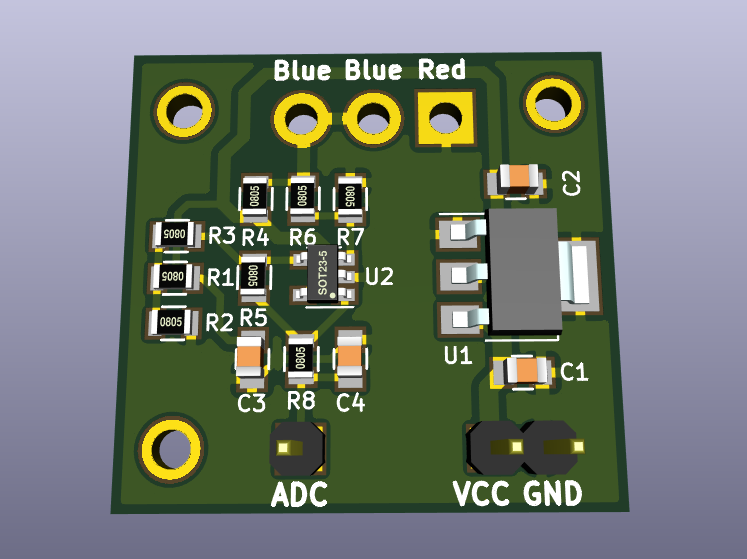 Blue Blue Red
C2
0805
0805
0805
R3
R4
R6
R7
0805
0805
R1
0805
SOT23-5
U2
0805
R2
R5
U1
0805
C1
C3
R8
C4
ADC
VCC GND